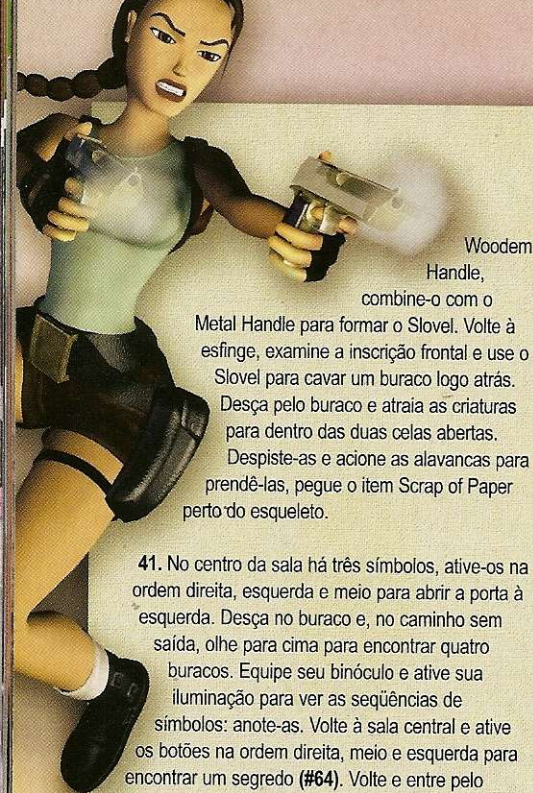 Woodem
Handle,
combine-o com o
Metal Handle para formar o Slovel. Volte à
esfinge, examine a inscrição frontal e use o
Slovel para cavar um buraco logo atrás.
Desça pelo buraco e atraia as criaturas
para dentro das duas celas abertas.
Despiste-as e acione as alavancas para
prendê-las, pegue o item Scrap of Paper
perto do esqueleto.
41. No centro da sala há três símbolos, ative-os na
ordem direita, esquerda e meio para abrir a porta à
esquerda. Desça no buraco e, no caminho sem
saída, olhe para cima para encontrar quatro
buracos. Equipe seu binóculo e ative sua
iluminação para ver as seqüências de
símbolos: anote-as. Volte à sala central e ative
os botões na ordem direita, meio e esquerda para
encontrar um segredo (#64). Volte e entre pelo